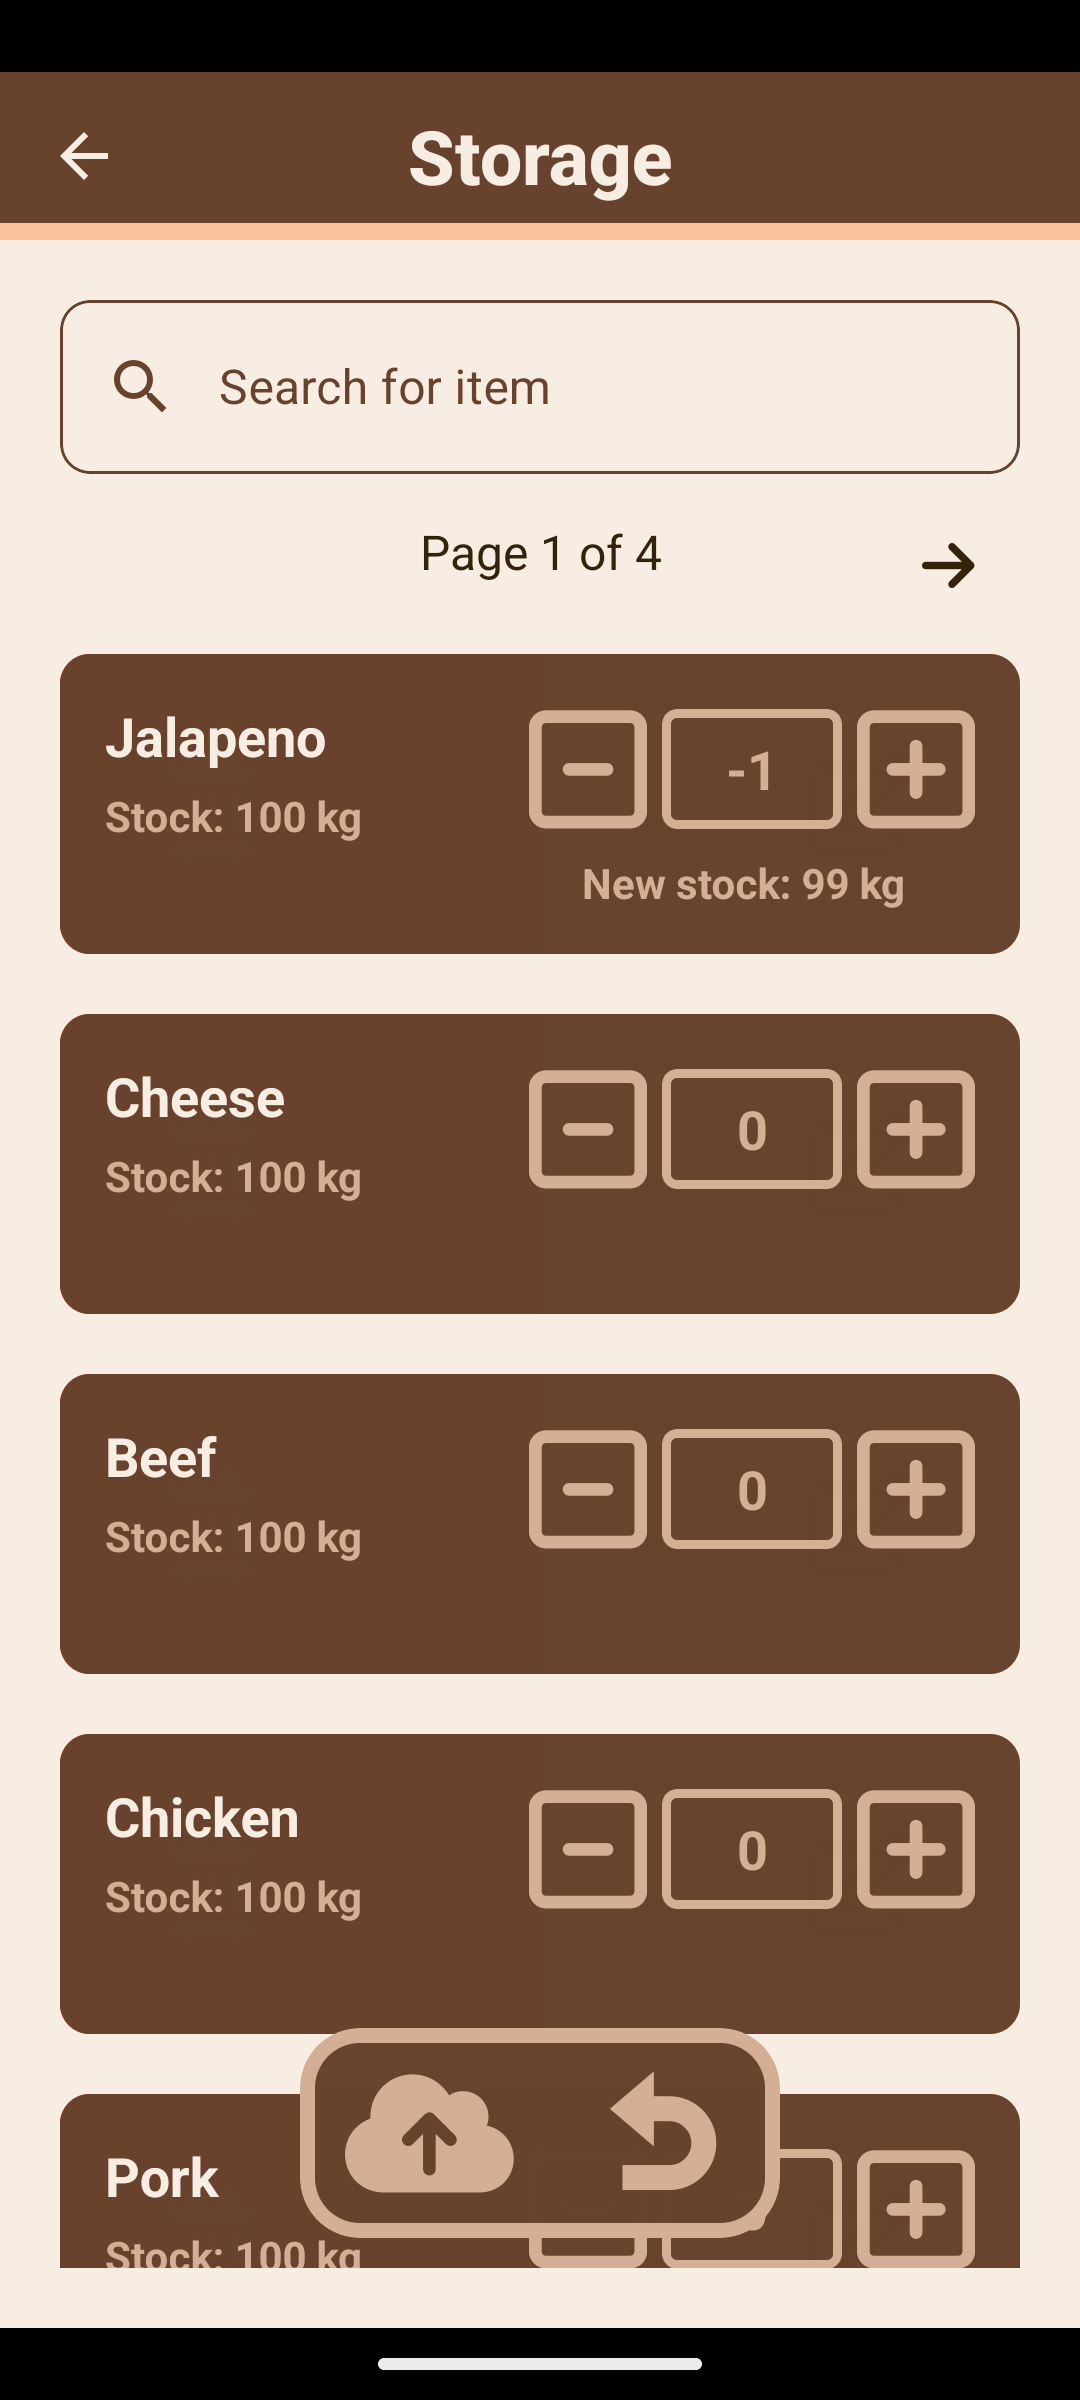 Storage
Search for item
Page 1 of 4
Jalapeno
Stock: 100 kg
-1
New stock: 99 kg
Cheese
Stock: 100 kg
0
Beef
Stock: 100 kg
0
Chicken
Stock: 100 kg
0
Pork
Stock: 100 kg